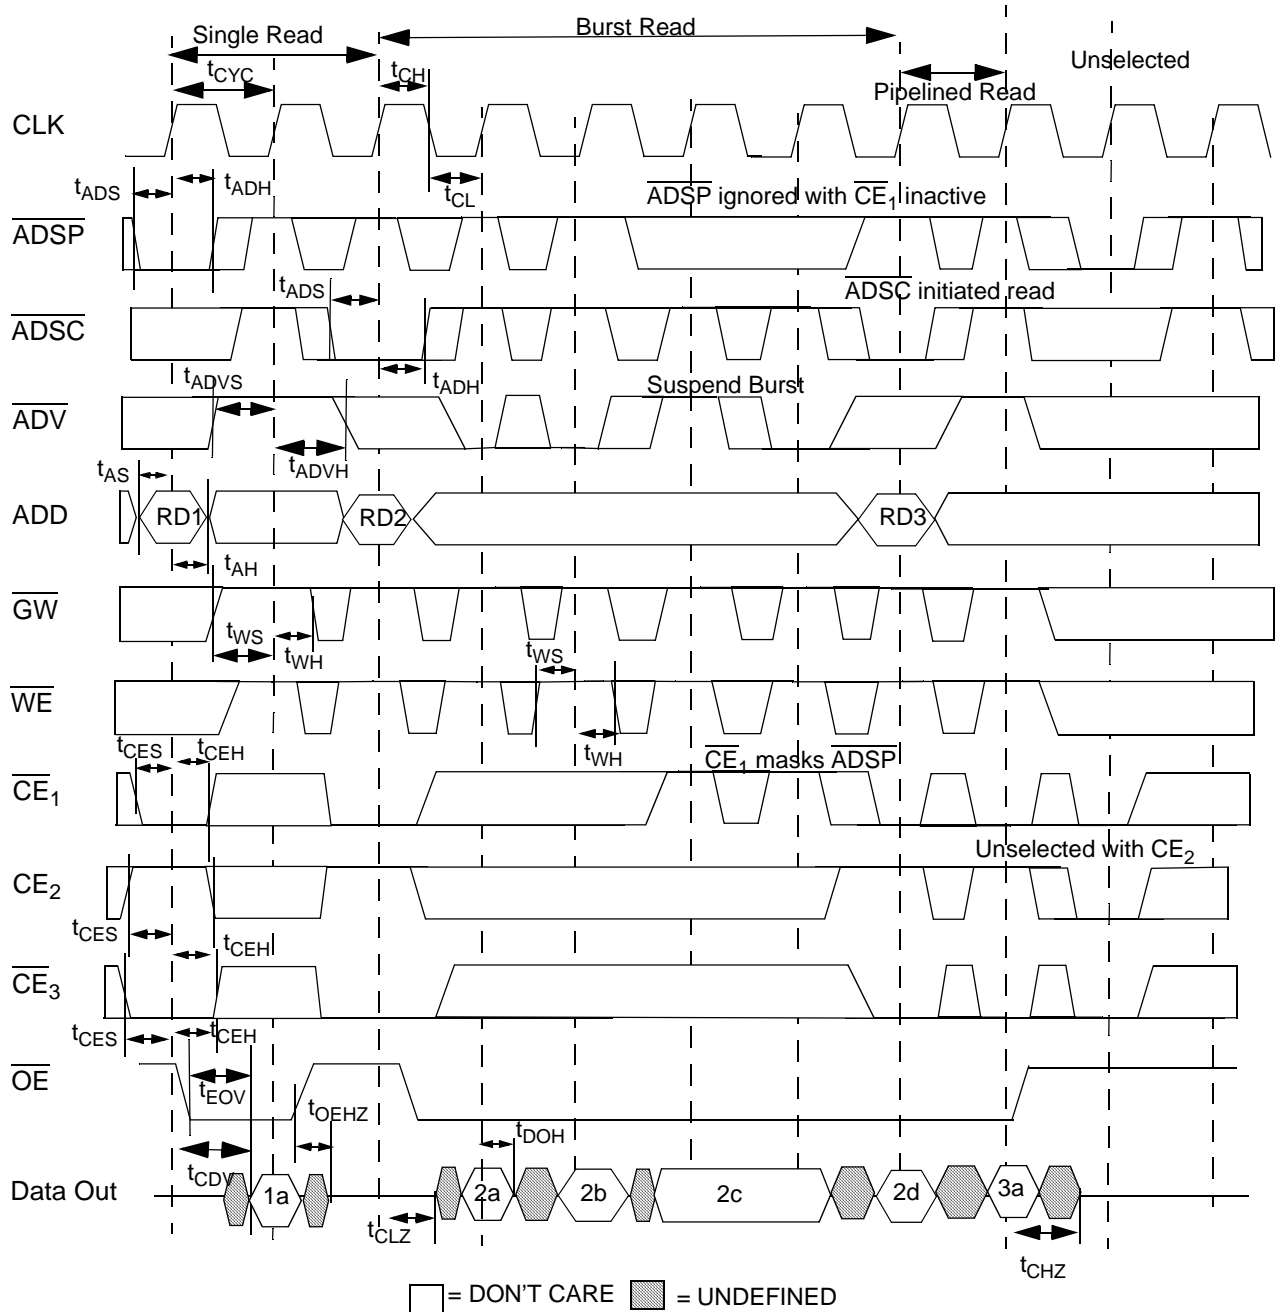 Single Read
Burst Read
Unselected
tCYC
tCH
Pipelined Read
CLK
tADS
tADH
tCL
ADSP ignored with CE1 inactive
ADSP
tADS
ADSC initiated read
ADSC
tADVS
tADH
Suspend Burst
ADV
tAS
tADVH
ADD
RD1
RD2
RD3
tAH
GW
tWS
tWH
tWS
WE
tCES
tCEH
tWH
CE1 masks ADSP
CE1
Unselected with CE2
CE2
tCES
tCEH
CE3
tCES
tCEH
OE
tEOV
tOEHZ
tDOH
tCDV
Data Out
1a
2a
2b
2c
2d
3a
tCLZ
tCHZ
= DON'T CARE
= UNDEFINED